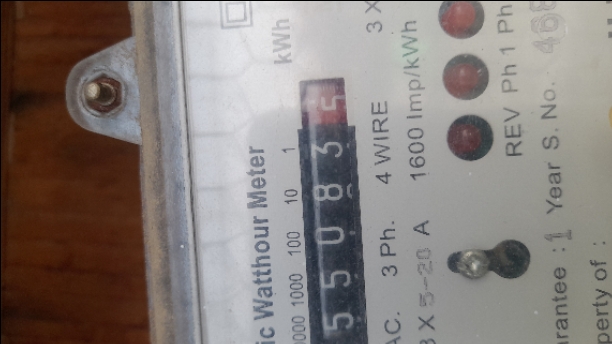 kWh
ic Watthour Meter
000 1000 100 10 1
5 5 0 8 3 5
AC. 3 Ph. 4 WIRE 3 X
3 X 5-20 A 1600 Imp/kWh
REV Ph 1 Ph
arantee : 1 Year S. No.
perty of :